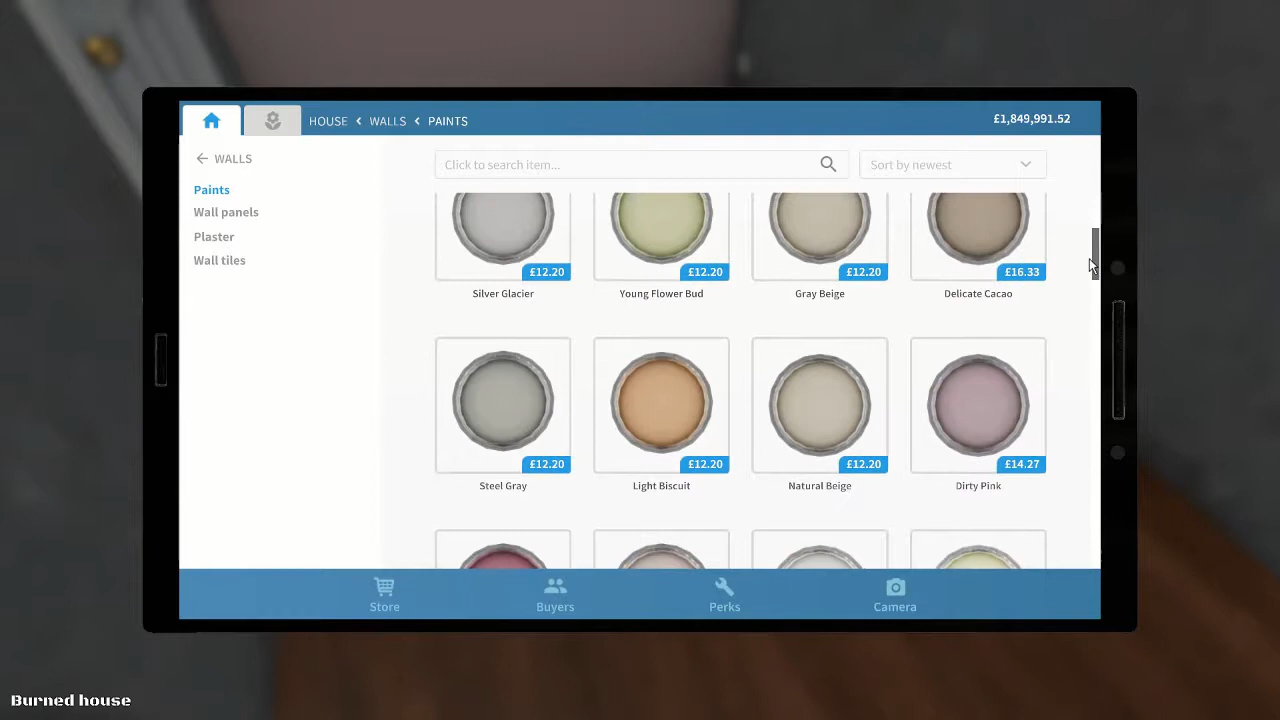 HOUSE < WALLS < PAINTS
£1,849,991.52
WALLS
Paints
Wall panels
Plaster
Wall tiles
Click to search item...
Sort by newest
£12.20
£12.20
£12.20
£16.33
Silver Glacier
Young Flower Bud
Gray Beige
Delicate Cacao
£12.20
£12.20
£12.20
£14.27
Steel Gray
Light Biscuit
Natural Beige
Dirty Pink
Store
Buyers
Perks
Camera
Burned house